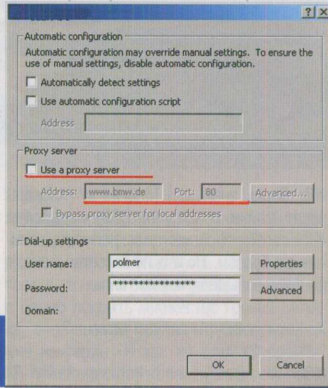 Automatic configuration
Automatic configuration may override manual settings. To ensure the
use of manual settings, disable automatic configuration.
Automatically detect settings
Use automatic configuration script
Address
Proxy server
Use a proxy server
Address: www.bmw.de Port: 80 Advanced...
Bypass proxy server for local addresses
Dial-up settings
User name: polmer Properties
Password: **************** Advanced
Domain:
OK Cancel